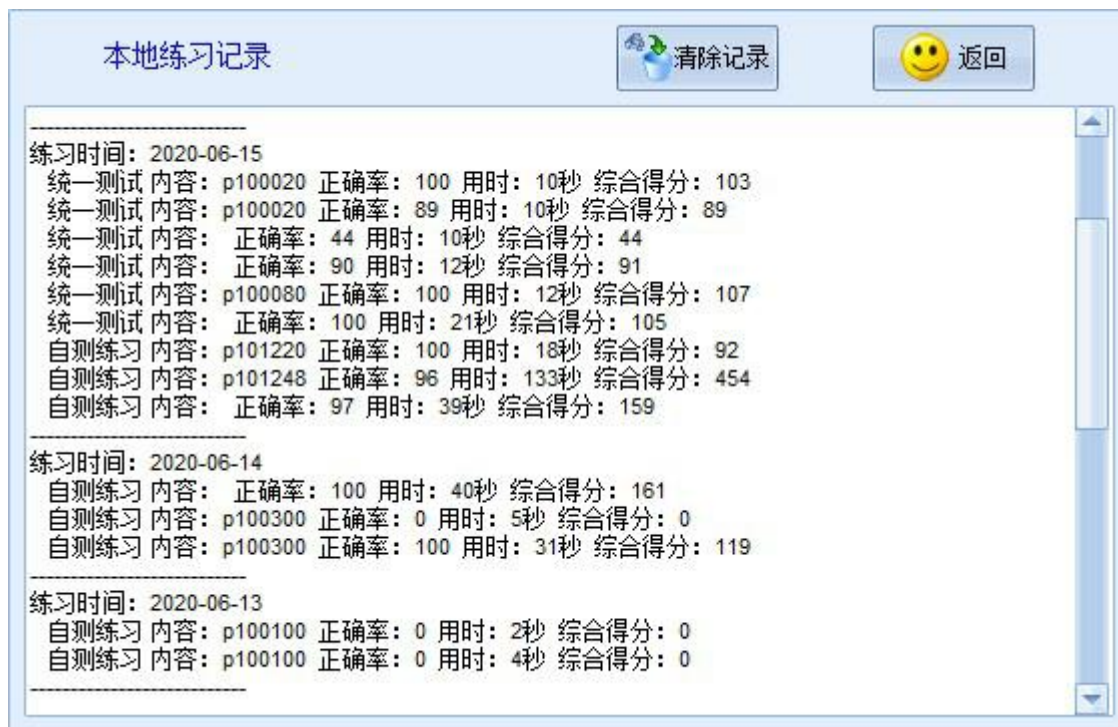 本地练习记录 清除记录 返回
---------------------------
练习时间：2020-06-15
统一测试 内容：p100020 正确率：100 用时：10秒 综合得分：103
统一测试 内容：p100020 正确率：89 用时：10秒 综合得分：89
统一测试 内容： 正确率：44 用时：10秒 综合得分：44
统一测试 内容： 正确率：90 用时：12秒 综合得分：91
统一测试 内容：p100080 正确率：100 用时：12秒 综合得分：107
统一测试 内容： 正确率：100 用时：21秒 综合得分：105
自测练习 内容：p101220 正确率：100 用时：18秒 综合得分：92
自测练习 内容：p101248 正确率：96 用时：133秒 综合得分：454
自测练习 内容： 正确率：97 用时：39秒 综合得分：159
---------------------------
练习时间：2020-06-14
自测练习 内容： 正确率：100 用时：40秒 综合得分：161
自测练习 内容：p100300 正确率：0 用时：5秒 综合得分：0
自测练习 内容：p100300 正确率：100 用时：31秒 综合得分：119
---------------------------
练习时间：2020-06-13
自测练习 内容：p100100 正确率：0 用时：2秒 综合得分：0
自测练习 内容：p100100 正确率：0 用时：4秒 综合得分：0
---------------------------